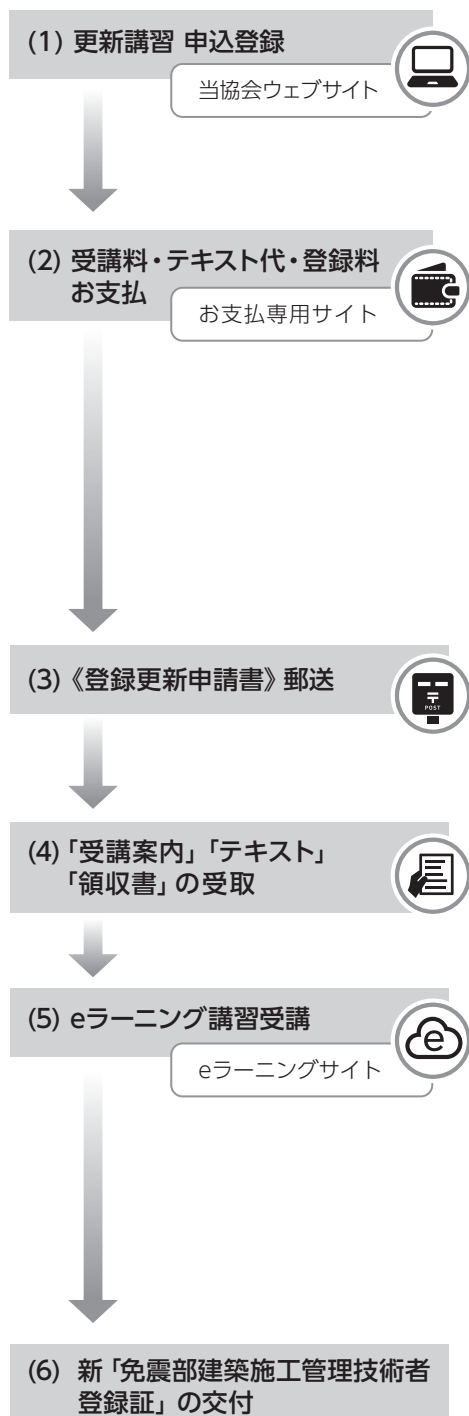 (1) 更新講習 申込登録
当協会ウェブサイト
(2) 受講料・テキスト代・登録料
お支払
お支払専用サイト
(3)《登録更新申請書》郵送
〒
POST
(4)「受講案内」「テキスト」
「領収書」の受取
(5) eラーニング講習受講
e
eラーニングサイト
(6) 新「免震部建築施工管理技術者
登録証」の交付